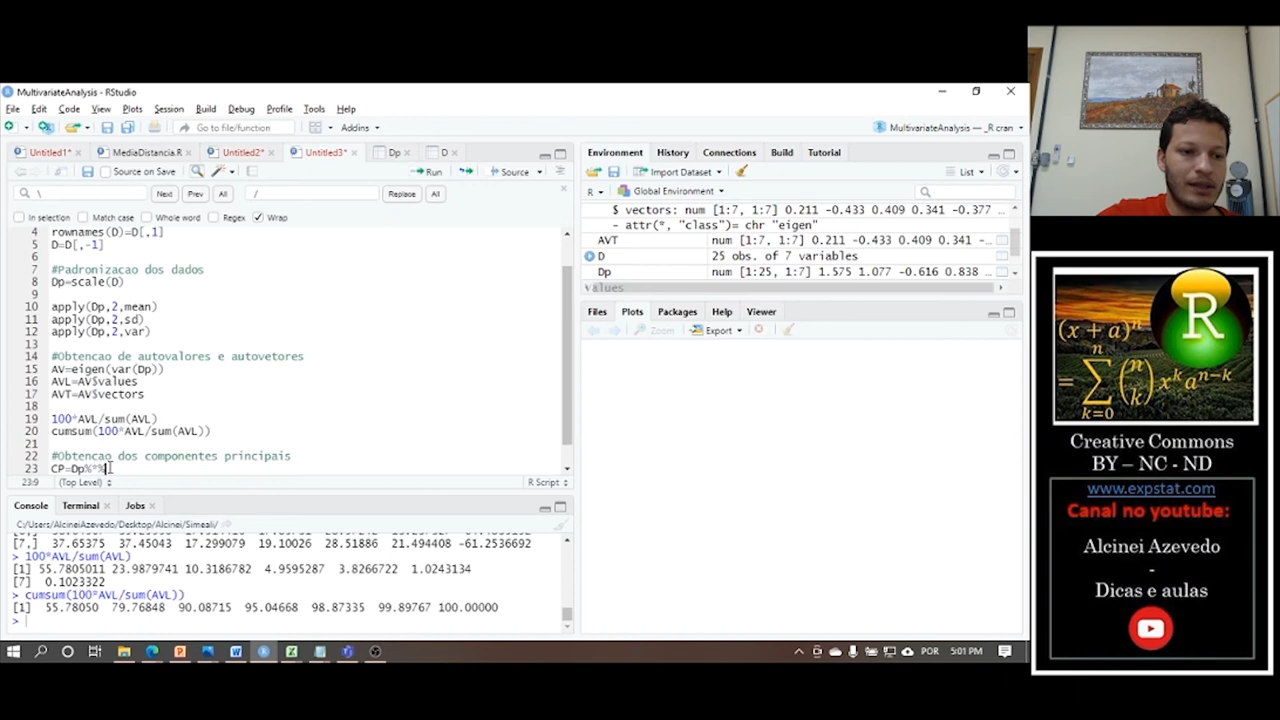 MultivariateAnalysis - RStudio
File Edit Code View Plots Session Build Debug Profile Tools Help
Go to file/function Addins
MultivariateAnalysis — _R cran
Untitled1* MediaDistancia.R Untitled2* Untitled3* Dp D
Source on Save Run Source
\ Next Prev All / Replace All
In selection Match case Whole word Regex Wrap
4 rownames(D)=D[,1]
5 D=D[,-1]
6
7 #Padronizacao dos dados
8 Dp=scale(D)
9
10 apply(Dp,2,mean)
11 apply(Dp,2,sd)
12 apply(Dp,2,var)
13
14 #Obtencao de autovalores e autovetores
15 AV=eigen(var(Dp))
16 AVL=AV$values
17 AVT=AV$vectors
18
19 100*AVL/sum(AVL)
20 cumsum(100*AVL/sum(AVL))
21
22 #Obtencao dos componentes principais
23 CP=Dp%*%
23:9 (Top Level) R Script
Console Terminal Jobs
C:/Users/AlcineiAzevedo/Desktop/Alcinei/Simeali/
[7,] 37.65375 37.45043 17.299079 19.10026 28.51886 21.494408 -61.2536692
> 100*AVL/sum(AVL)
[1] 55.7805011 23.9879741 10.3186782 4.9595287 3.8266722 1.0243134
[7] 0.1023322
> cumsum(100*AVL/sum(AVL))
[1] 55.78050 79.76848 90.08715 95.04668 98.87335 99.89767 100.00000
>
Environment History Connections Build Tutorial
Import Dataset List
R Global Environment
$ vectors: num [1:7, 1:7] 0.211 -0.433 0.409 0.341 -0.377 ...
- attr(*, "class")= chr "eigen"
AVT num [1:7, 1:7] 0.211 -0.433 0.409 0.341 -...
D 25 obs. of 7 variables
Dp num [1:25, 1:7] 1.575 1.077 -0.616 0.838 ...
values
Files Plots Packages Help Viewer
Zoom Export
POR 5:01 PM
(x + a)^n
= ∑ n k=0 (n k) x^k a^n−k
R
Creative Commons
BY – NC - ND
www.expstat.com
Canal no youtube:
Alcinei Azevedo
-
Dicas e aulas